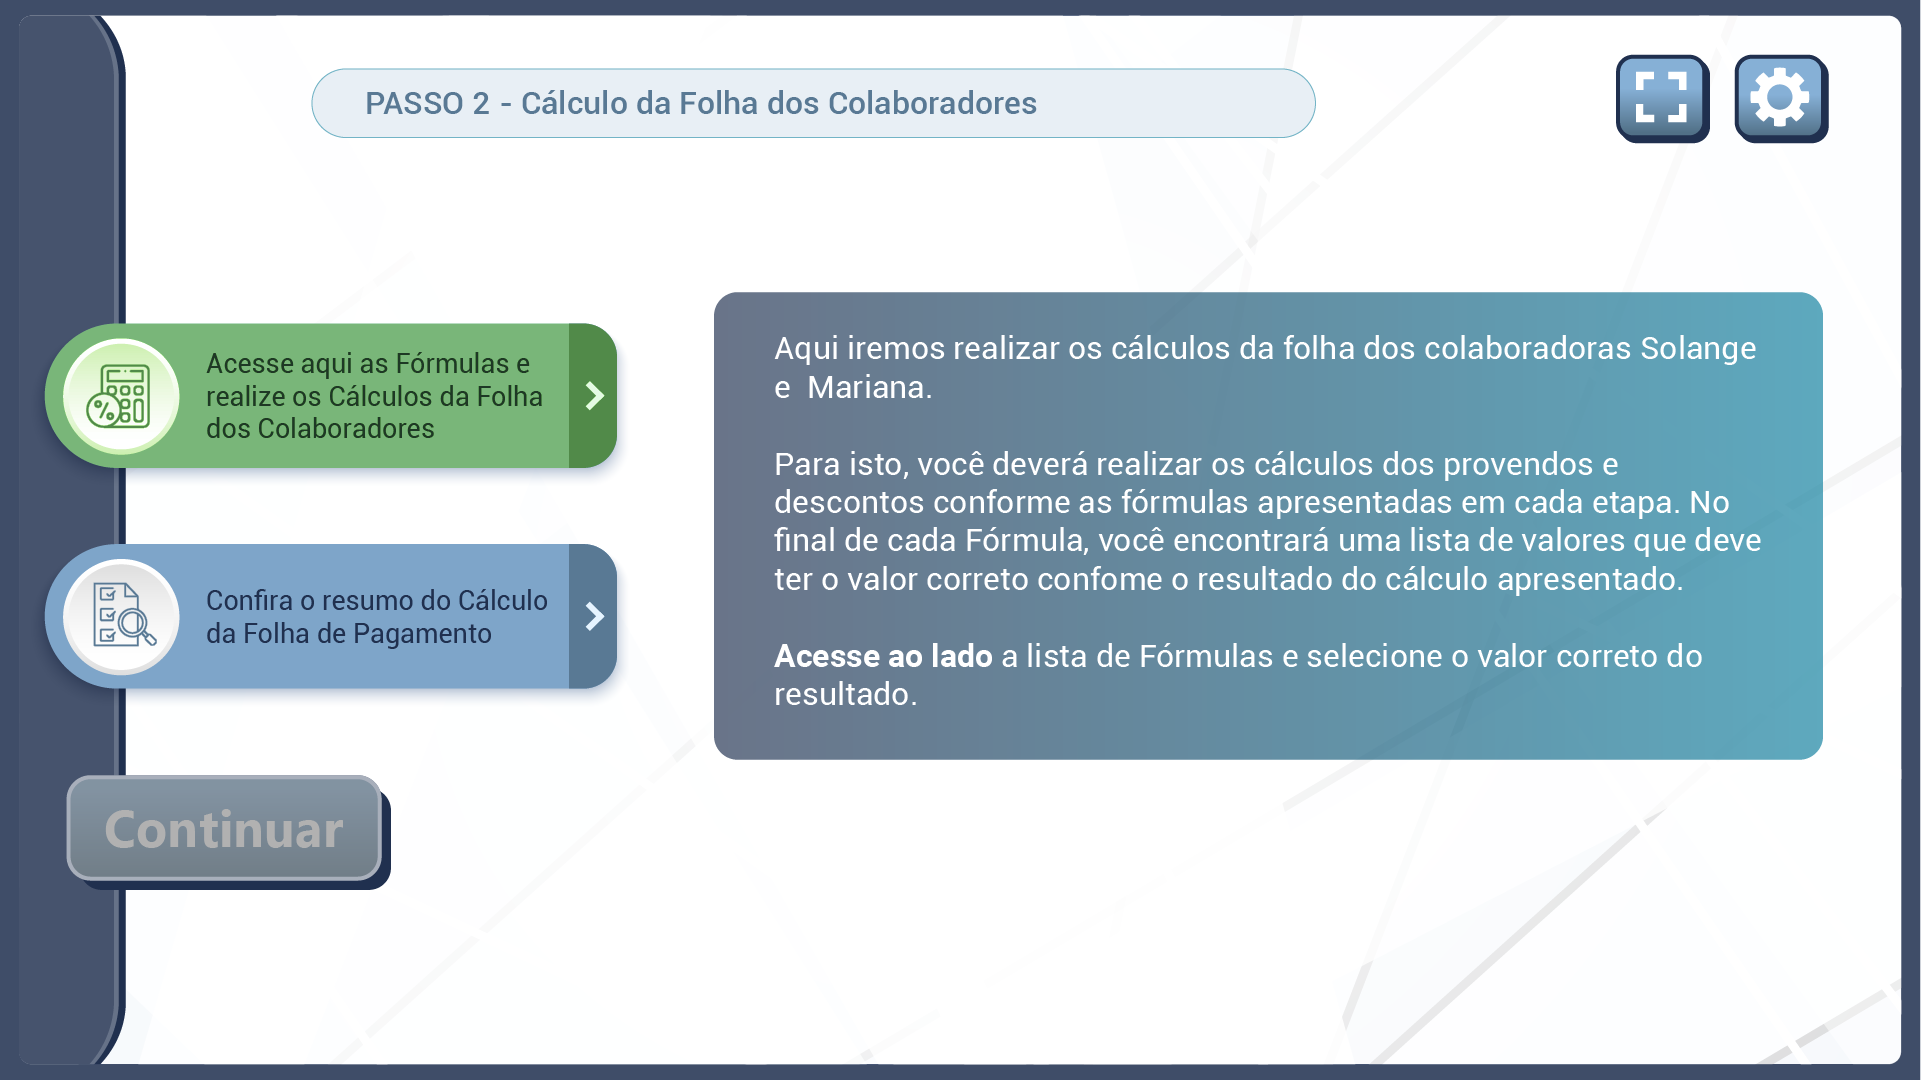 PASSO 2 - Cálculo da Folha dos Colaboradores
Acesse aqui as Fórmulas e
realize os Cálculos da Folha
dos Colaboradores
Confira o resumo do Cálculo
da Folha de Pagamento
Continuar
Aqui iremos realizar os cálculos da folha dos colaboradoras Solange
e  Mariana.
Para isto, você deverá realizar os cálculos dos provendos e
descontos conforme as fórmulas apresentadas em cada etapa. No
final de cada Fórmula, você encontrará uma lista de valores que deve
ter o valor correto confome o resultado do cálculo apresentado.
Acesse ao lado a lista de Fórmulas e selecione o valor correto do
resultado.